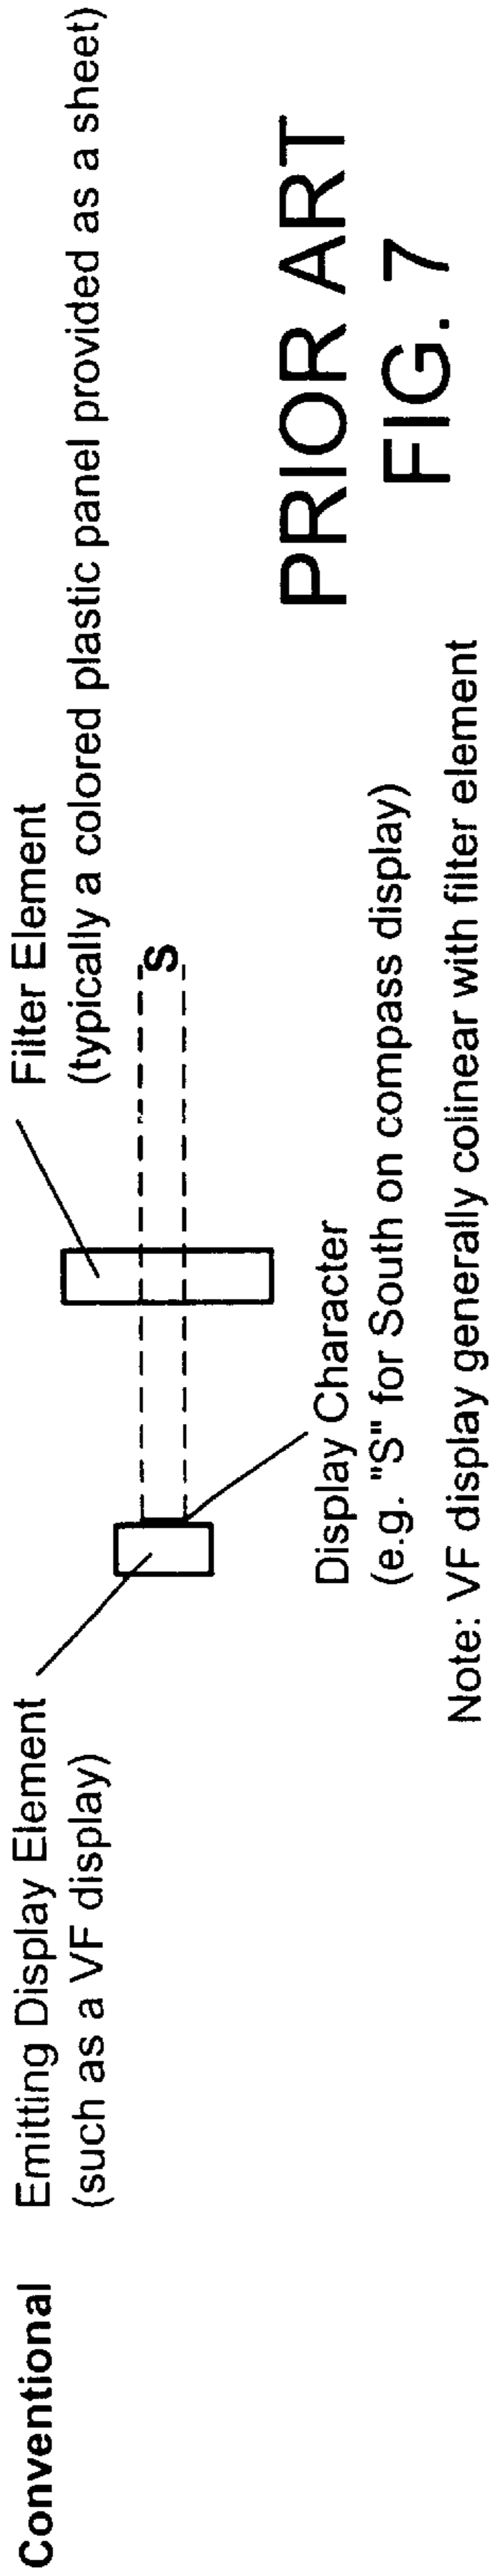 Conventional
Emitting Display Element
(such as a VF display)
Filter Element
(typically a colored plastic panel provided as a sheet)
S
Display Character
(e.g. "S" for South on compass display)
Note: VF display generally colinear with filter element
PRIOR ART
FIG. 7